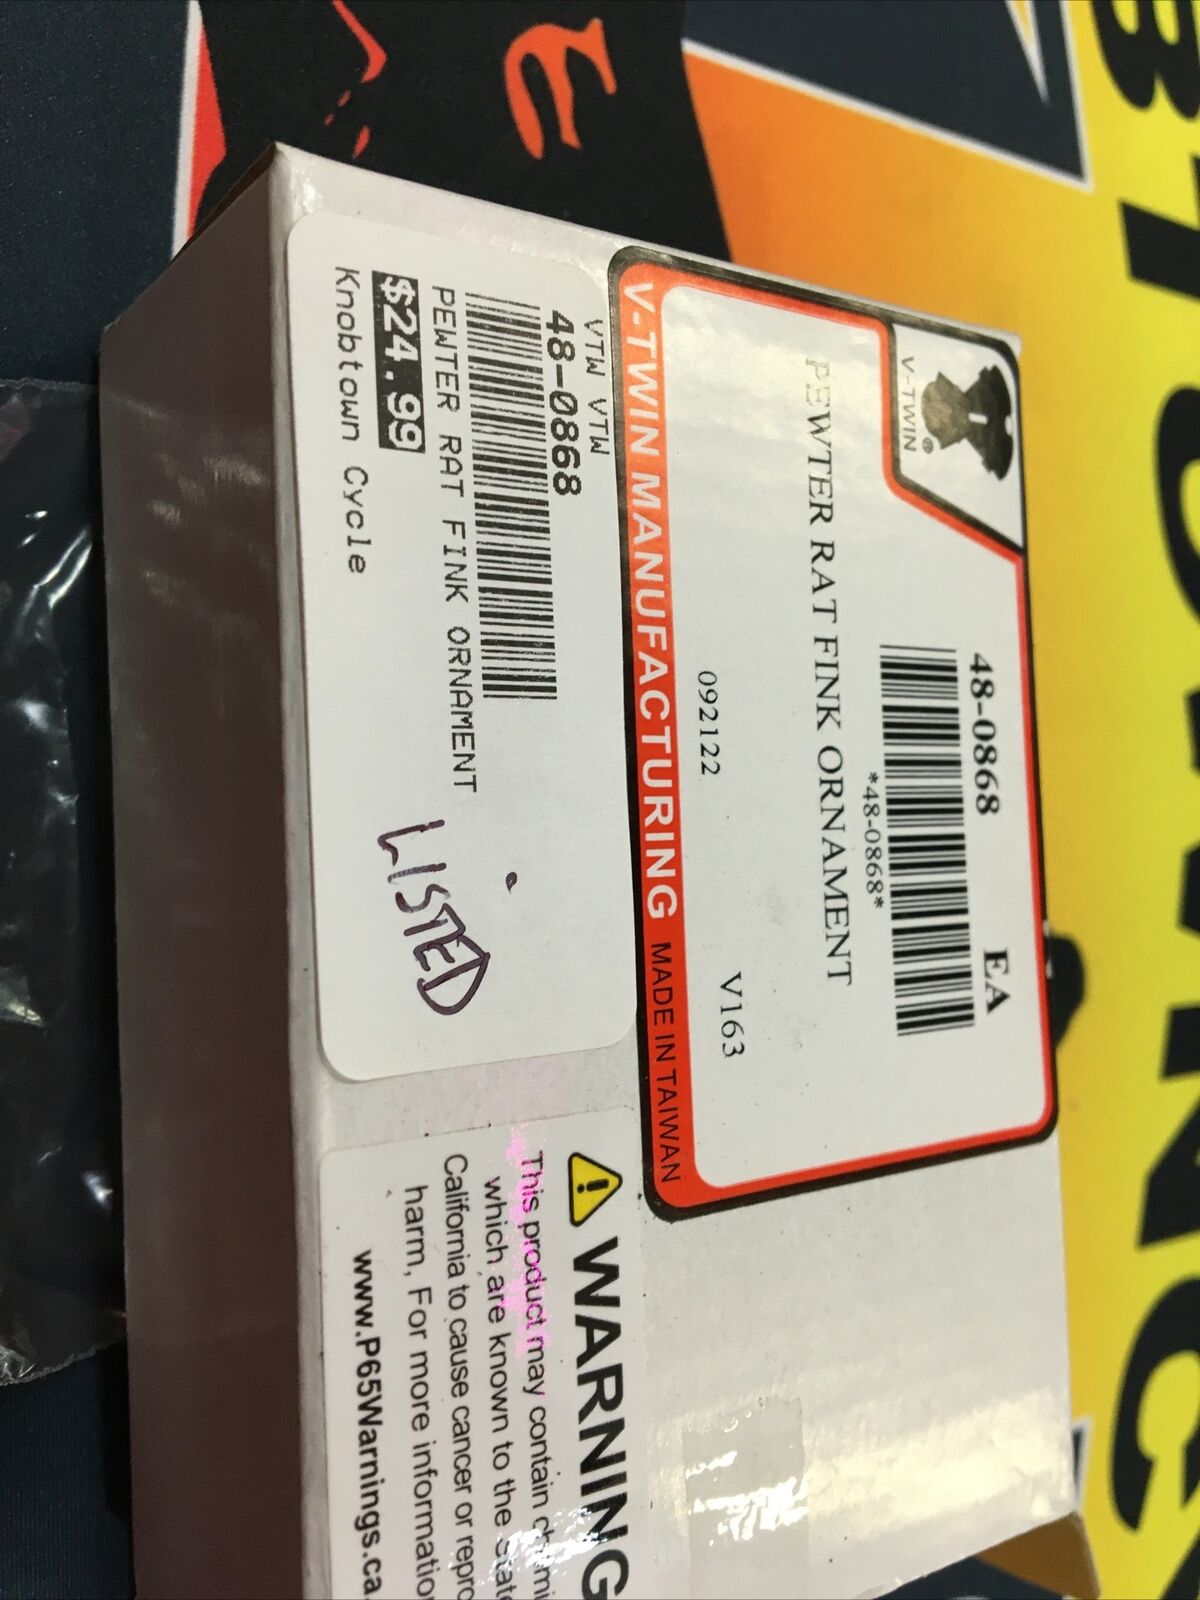 V-TWIN®
48-0868 EA
*48-0868*
PEWTER RAT FINK ORNAMENT
092122 V163
V-TWIN MANUFACTURING MADE IN TAIWAN
VTW VTW
48-0868
PEWTER RAT FINK ORNAMENT
$24.99
Knobtown Cycle
LISTED
WARNING
This product may contain
which are known to the State
California to cause cancer or
harm, For more
www.P65Warnings.ca.